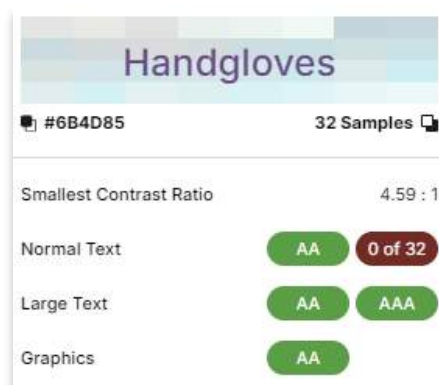 Handgloves
#6B4D85 32 Samples
Smallest Contrast Ratio 4.59 : 1
Normal Text AA 0 of 32
Large Text AA AAA
Graphics AA